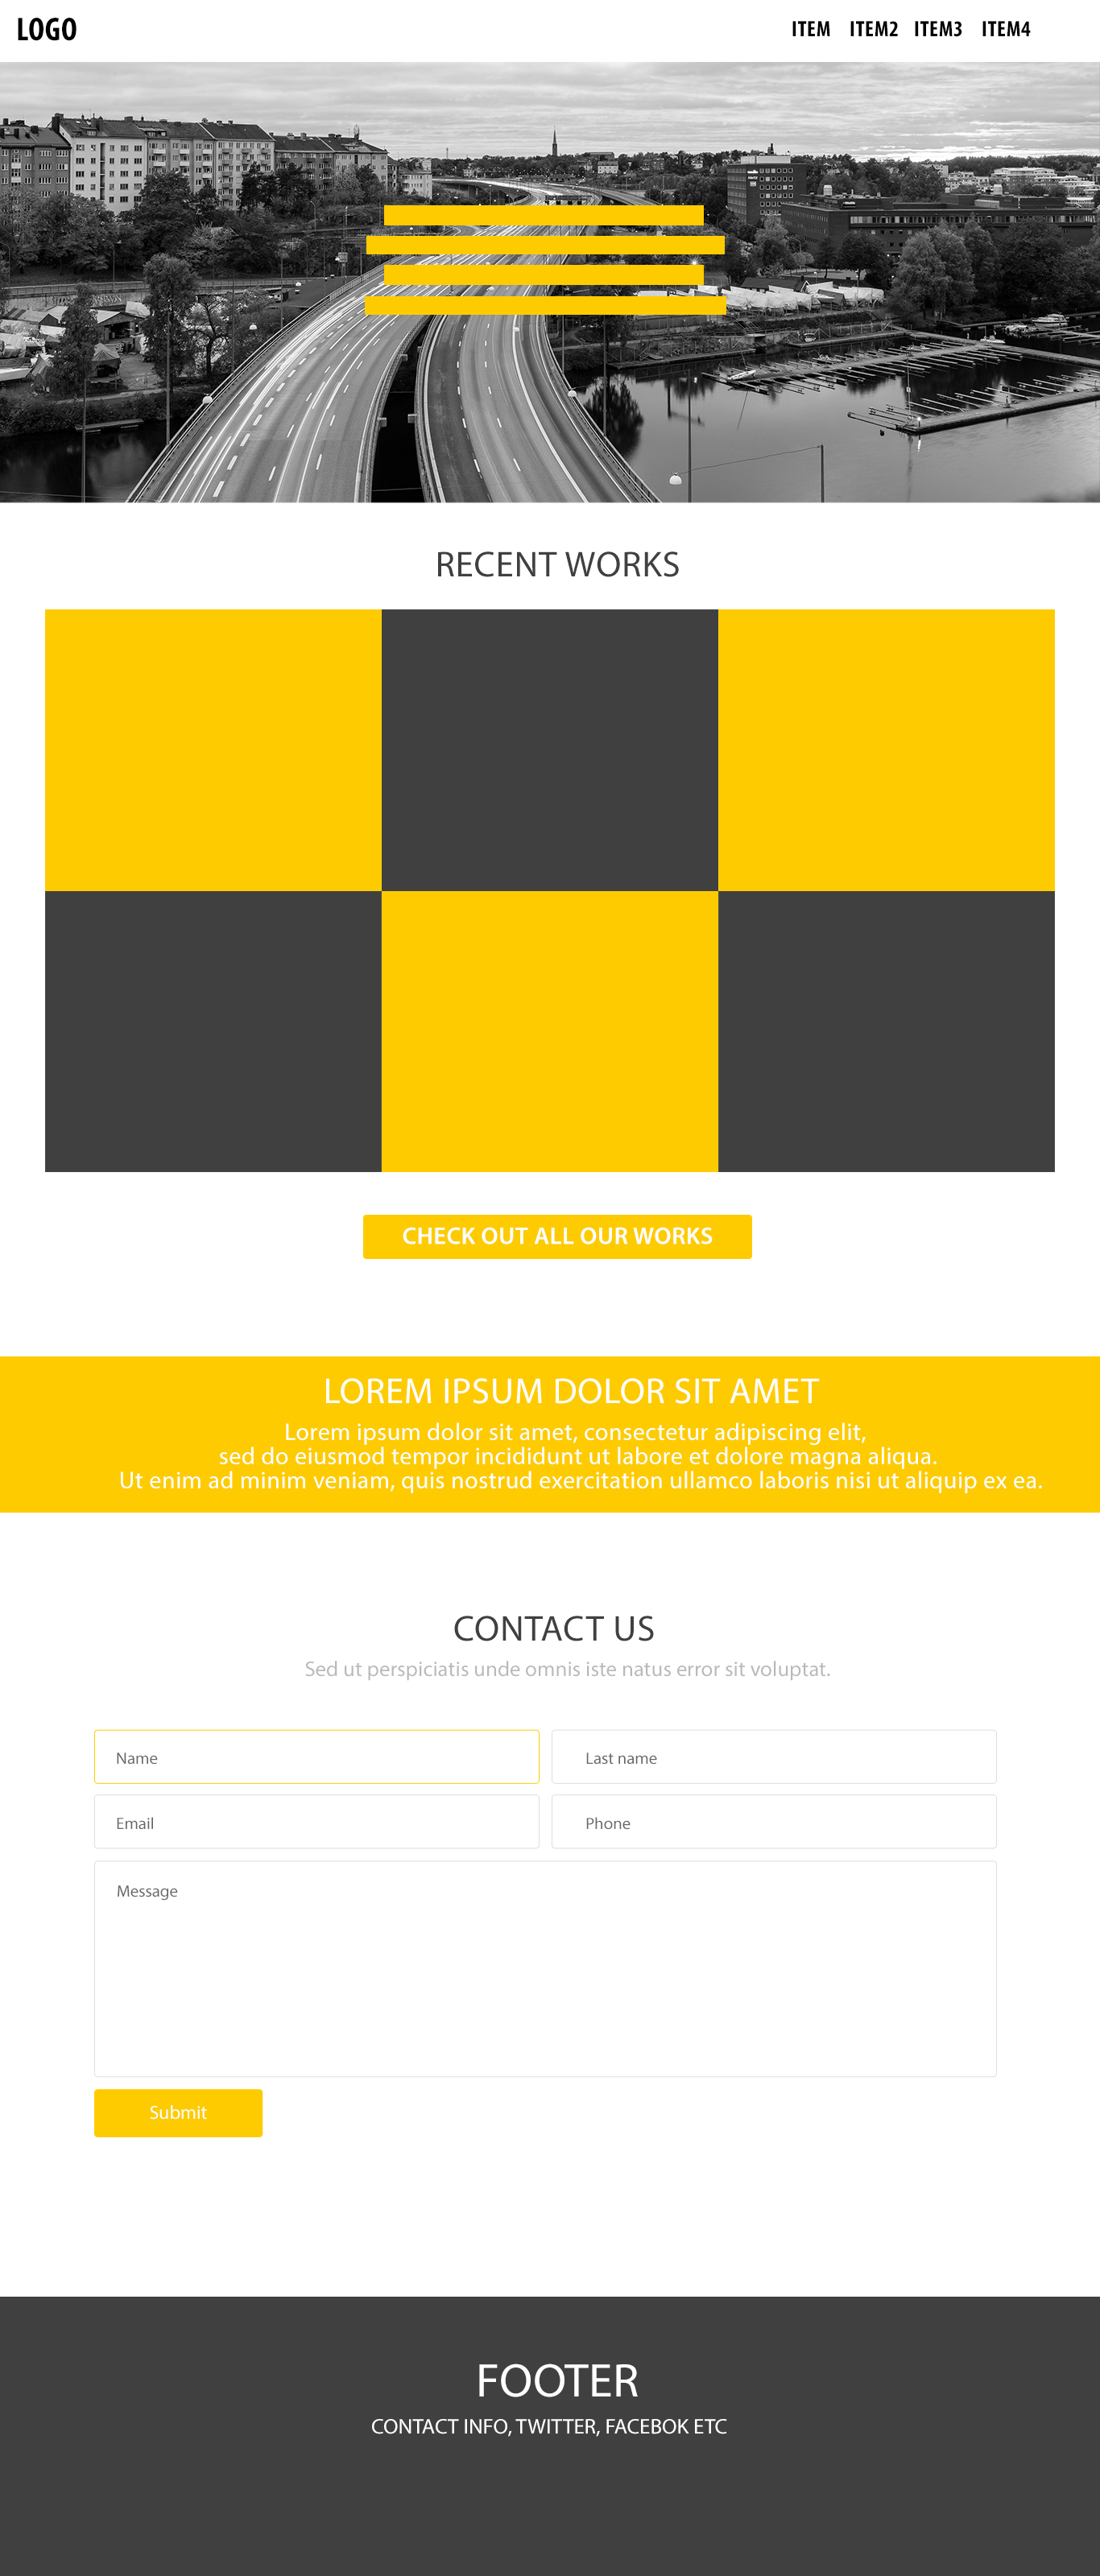 LOGO
ITEM ITEM2 ITEM3 ITEM4
RECENT WORKS
CHECK OUT ALL OUR WORKS
LOREM IPSUM DOLOR SIT AMET
Lorem ipsum dolor sit amet, consectetur adipiscing elit,
sed do eiusmod tempor incididunt ut labore et dolore magna aliqua.
Ut enim ad minim veniam, quis nostrud exercitation ullamco laboris nisi ut aliquip ex ea.
CONTACT US
Sed ut perspiciatis unde omnis iste natus error sit voluptat.
Name
Last name
Email
Phone
Message
Submit
FOOTER
CONTACT INFO, TWITTER, FACEBOK ETC